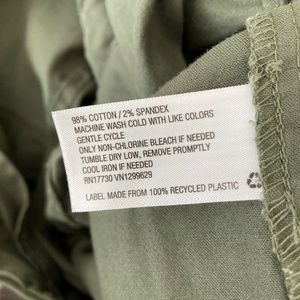 98% COTTON / 2% SPANDEX
MACHINE WASH COLD WITH LIKE COLORS
GENTLE CYCLE
ONLY NON-CHLORINE BLEACH IF NEEDED
TUMBLE DRY LOW, REMOVE PROMPTLY
COOL IRON IF NEEDED
RN17730 VN1299629
LABEL MADE FROM 100% RECYCLED PLASTIC